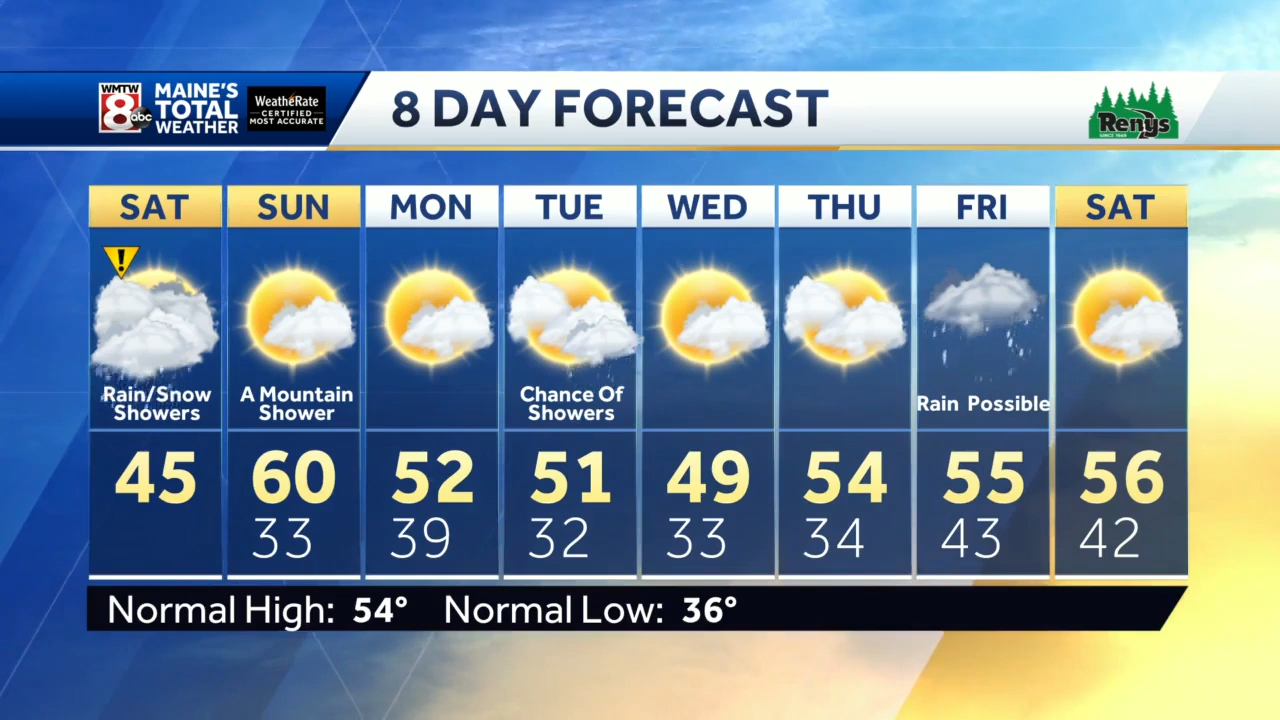 WMTW
8
abc
MAINE'S
TOTAL
WEATHER
WeatheRate
CERTIFIED
MOST ACCURATE
8 DAY FORECAST
Renys
SINCE 1949
SAT SUN MON TUE WED THU FRI SAT
!
Rain/Snow
Showers
A Mountain
Shower
Chance Of
Showers
Rain Possible
45 60 52 51 49 54 55 56
33 39 32 33 34 43 42
Normal High: 54° Normal Low: 36°